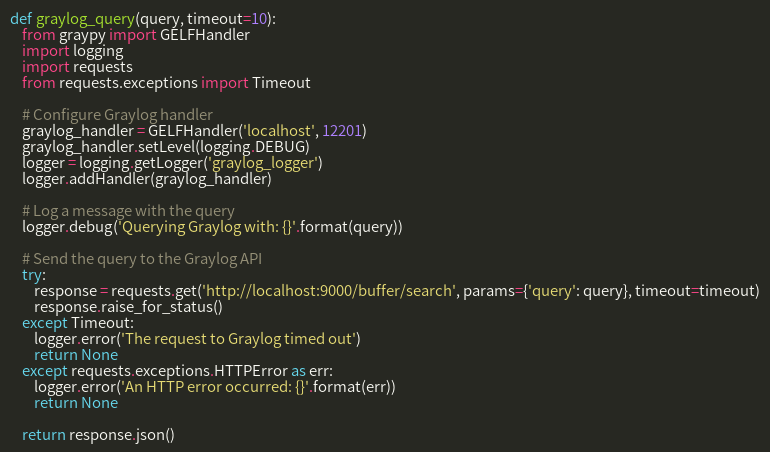 def graylog_query(query, timeout=10):
    from graypy import GELFHandler
    import logging
    import requests
    from requests.exceptions import Timeout

    # Configure Graylog handler
    graylog_handler = GELFHandler('localhost', 12201)
    graylog_handler.setLevel(logging.DEBUG)
    logger = logging.getLogger('graylog_logger')
    logger.addHandler(graylog_handler)

    # Log a message with the query
    logger.debug('Querying Graylog with: {}'.format(query))

    # Send the query to the Graylog API
    try:
        response = requests.get('http://localhost:9000/buffer/search', params={'query': query}, timeout=timeout)
        response.raise_for_status()
    except Timeout:
        logger.error('The request to Graylog timed out')
        return None
    except requests.exceptions.HTTPError as err:
        logger.error('An HTTP error occurred: {}'.format(err))
        return None

    return response.json()